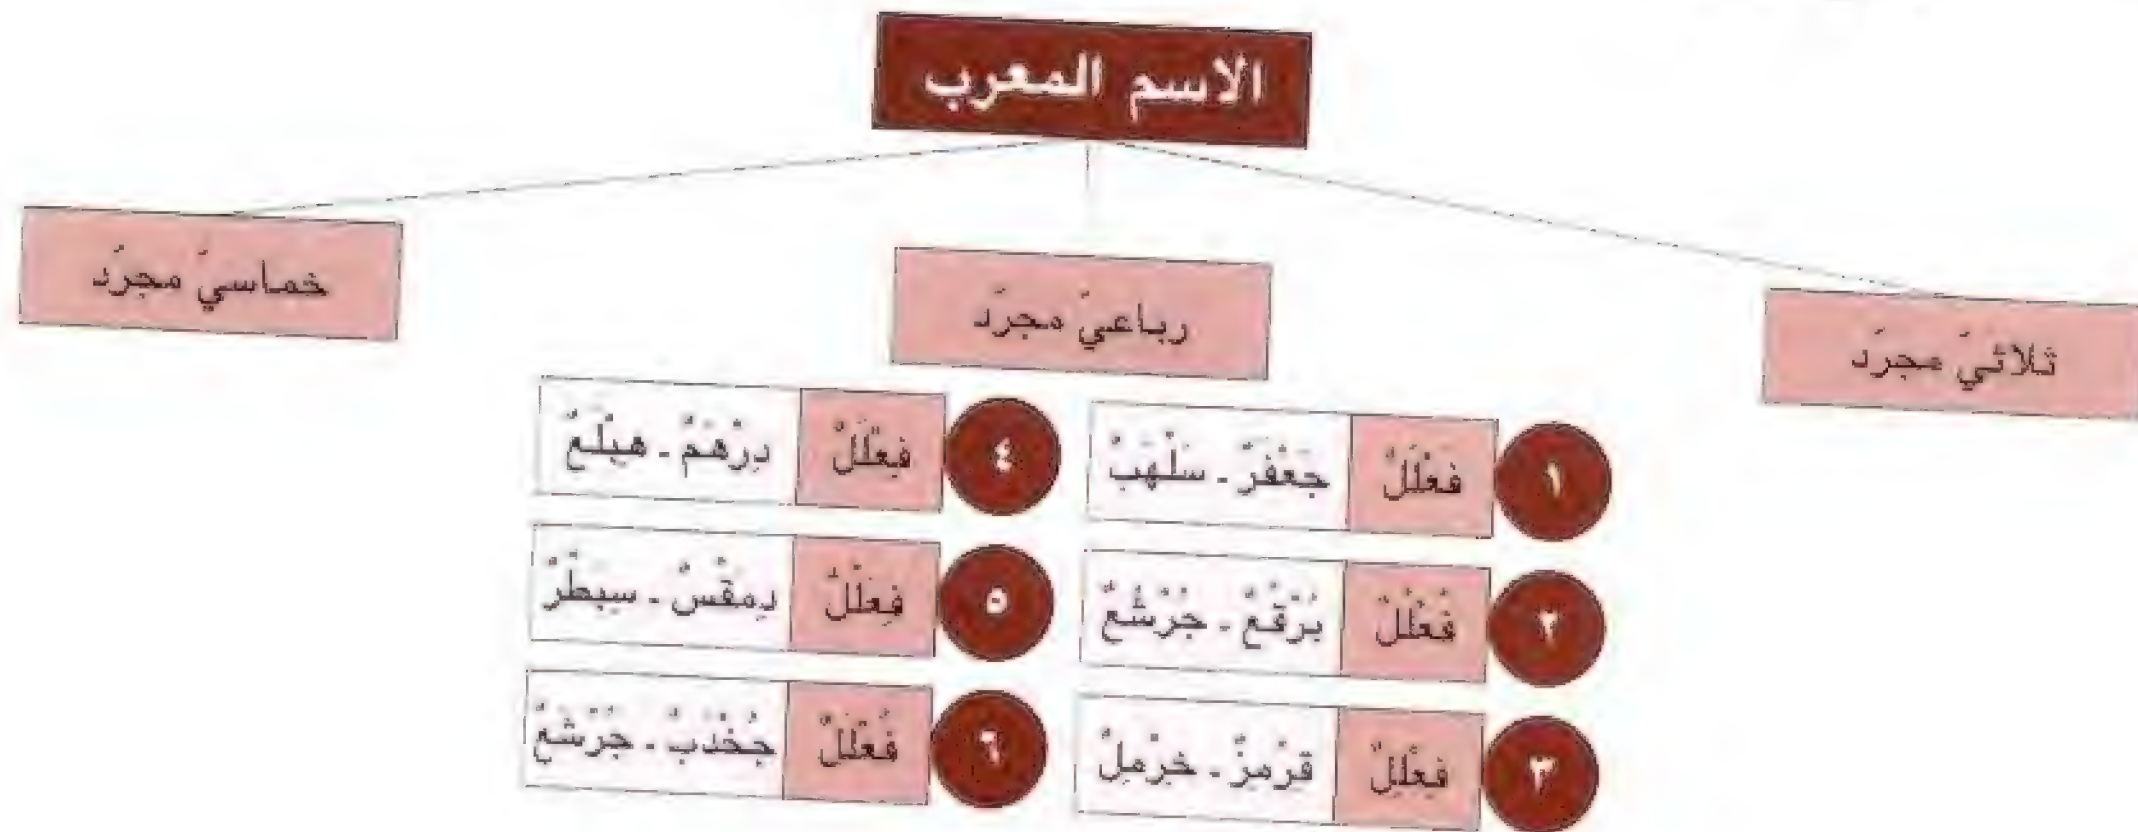 الاسم المعرب
ثلاثيّ مجرّد
رباعيّ مجرّد
خماسيّ مجرّد
١ فَعْلَلٌ جَعْفَرٌ - سَلْهَبٌ
٢ فُعْلُلٌ بُرْقُعٌ - جُرْشُعٌ
٣ فِعْلِلٌ قِرْمِزٌ - خِرْمِلٌ
٤ فِعْلَلٌ دِرْهَمٌ - هِبْلَعٌ
٥ فِعَلْلٌ دِمَقْسٌ - سِبَطْرٌ
٦ فُعْلَلٌ جُخْدَبٌ - جُرْشَعٌ